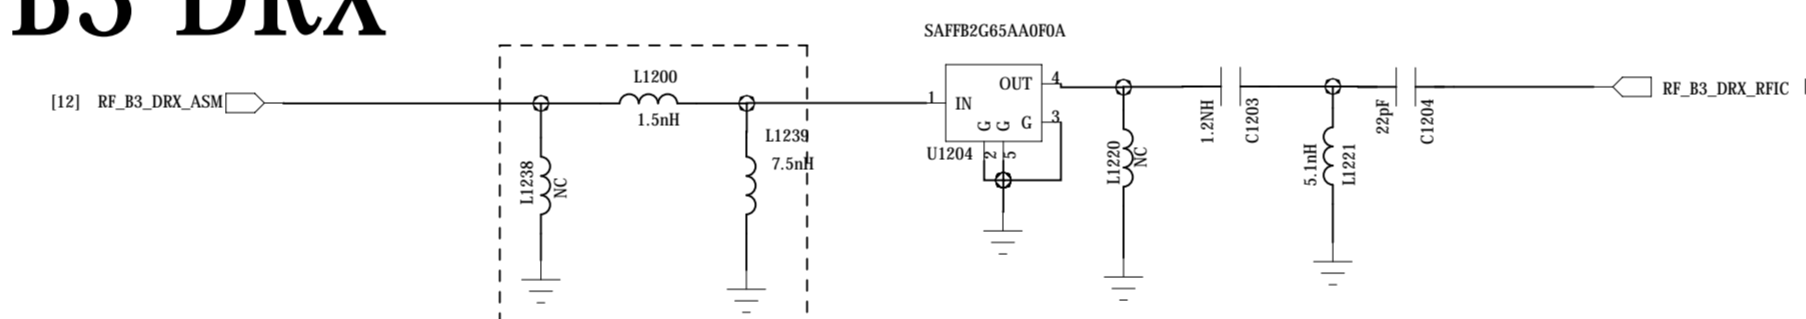 B3 DRX
SAFFB2G65AA0F0A
[12] RF_B3_DRX_ASM
L1200
1.5nH
L1238
NC
L1239
7.5nH
1
IN
OUT
4
G
G
G
3
U1204
2
5
L1220
NC
1.2NH
C1203
5.1nH
L1221
22pF
C1204
RF_B3_DRX_RFIC